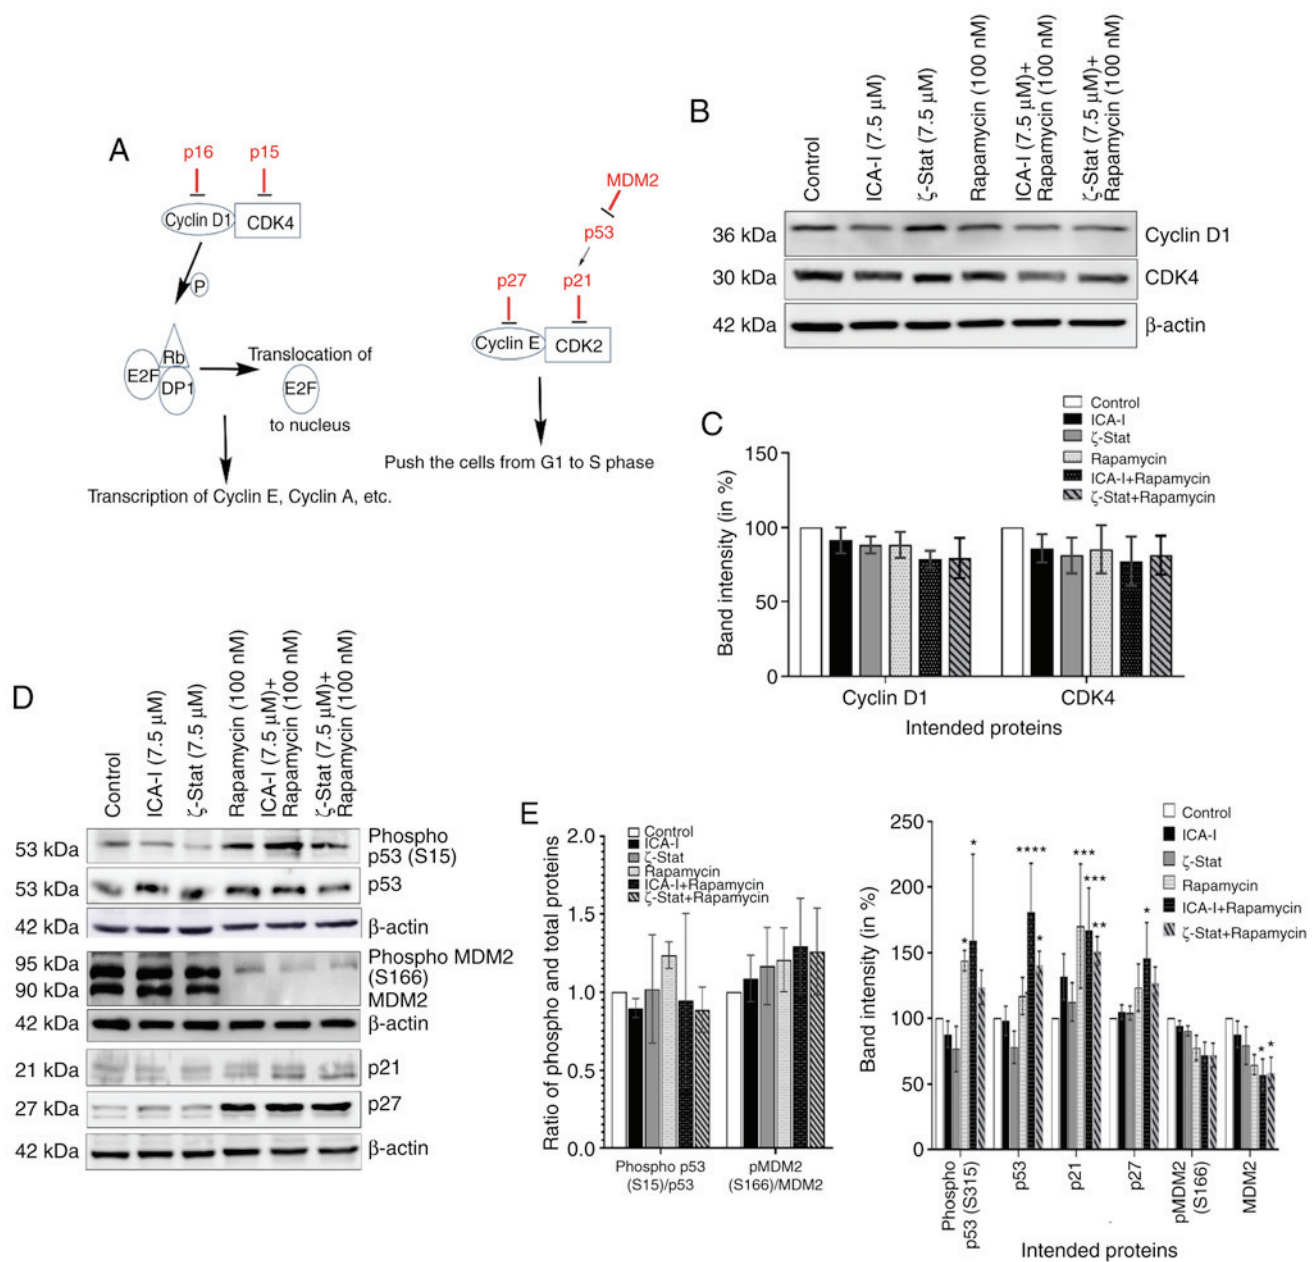 A
p16
p15
Cyclin D1
CDK4
P
Rb
E2F
DP1
Translocation of
E2F
to nucleus
Transcription of Cyclin E, Cyclin A, etc.
MDM2
p53
p27
p21
Cyclin E
CDK2
Push the cells from G1 to S phase
B
Control
ICA-I (7.5 μM)
ζ-Stat (7.5 μM)
Rapamycin (100 nM)
ICA-I (7.5 μM)+
Rapamycin (100 nM)
ζ-Stat (7.5 μM)+
Rapamycin (100 nM)
36 kDa
Cyclin D1
30 kDa
CDK4
42 kDa
β-actin
C
Control
ICA-I
ζ-Stat
Rapamycin
ICA-I+Rapamycin
ζ-Stat+Rapamycin
Band intensity (in %)
150
100
50
0
Cyclin D1
CDK4
Intended proteins
D
Control
ICA-I (7.5 μM)
ζ-Stat (7.5 μM)
Rapamycin (100 nM)
ICA-I (7.5 μM)+
Rapamycin (100 nM)
ζ-Stat (7.5 μM)+
Rapamycin (100 nM)
53 kDa
Phospho
p53 (S15)
53 kDa
p53
42 kDa
β-actin
95 kDa
Phospho MDM2
(S166)
90 kDa
MDM2
42 kDa
β-actin
21 kDa
p21
27 kDa
p27
42 kDa
β-actin
E
Ratio of phospho and total proteins
2.0
1.5
1.0
0.5
0.0
Control
ICA-I
ζ-Stat
Rapamycin
ICA-I+Rapamycin
ζ-Stat+Rapamycin
Phospho p53
(S15)/p53
pMDM2
(S166)/MDM2
Band intensity (in %)
250
200
150
100
50
0
*
*
****
*
***
***
**
*
*
*
Control
ICA-I
ζ-Stat
Rapamycin
ICA-I+Rapamycin
ζ-Stat+Rapamycin
Phospho
p53 (S315)
p53
p21
p27
pMDM2
(S166)
MDM2
Intended proteins